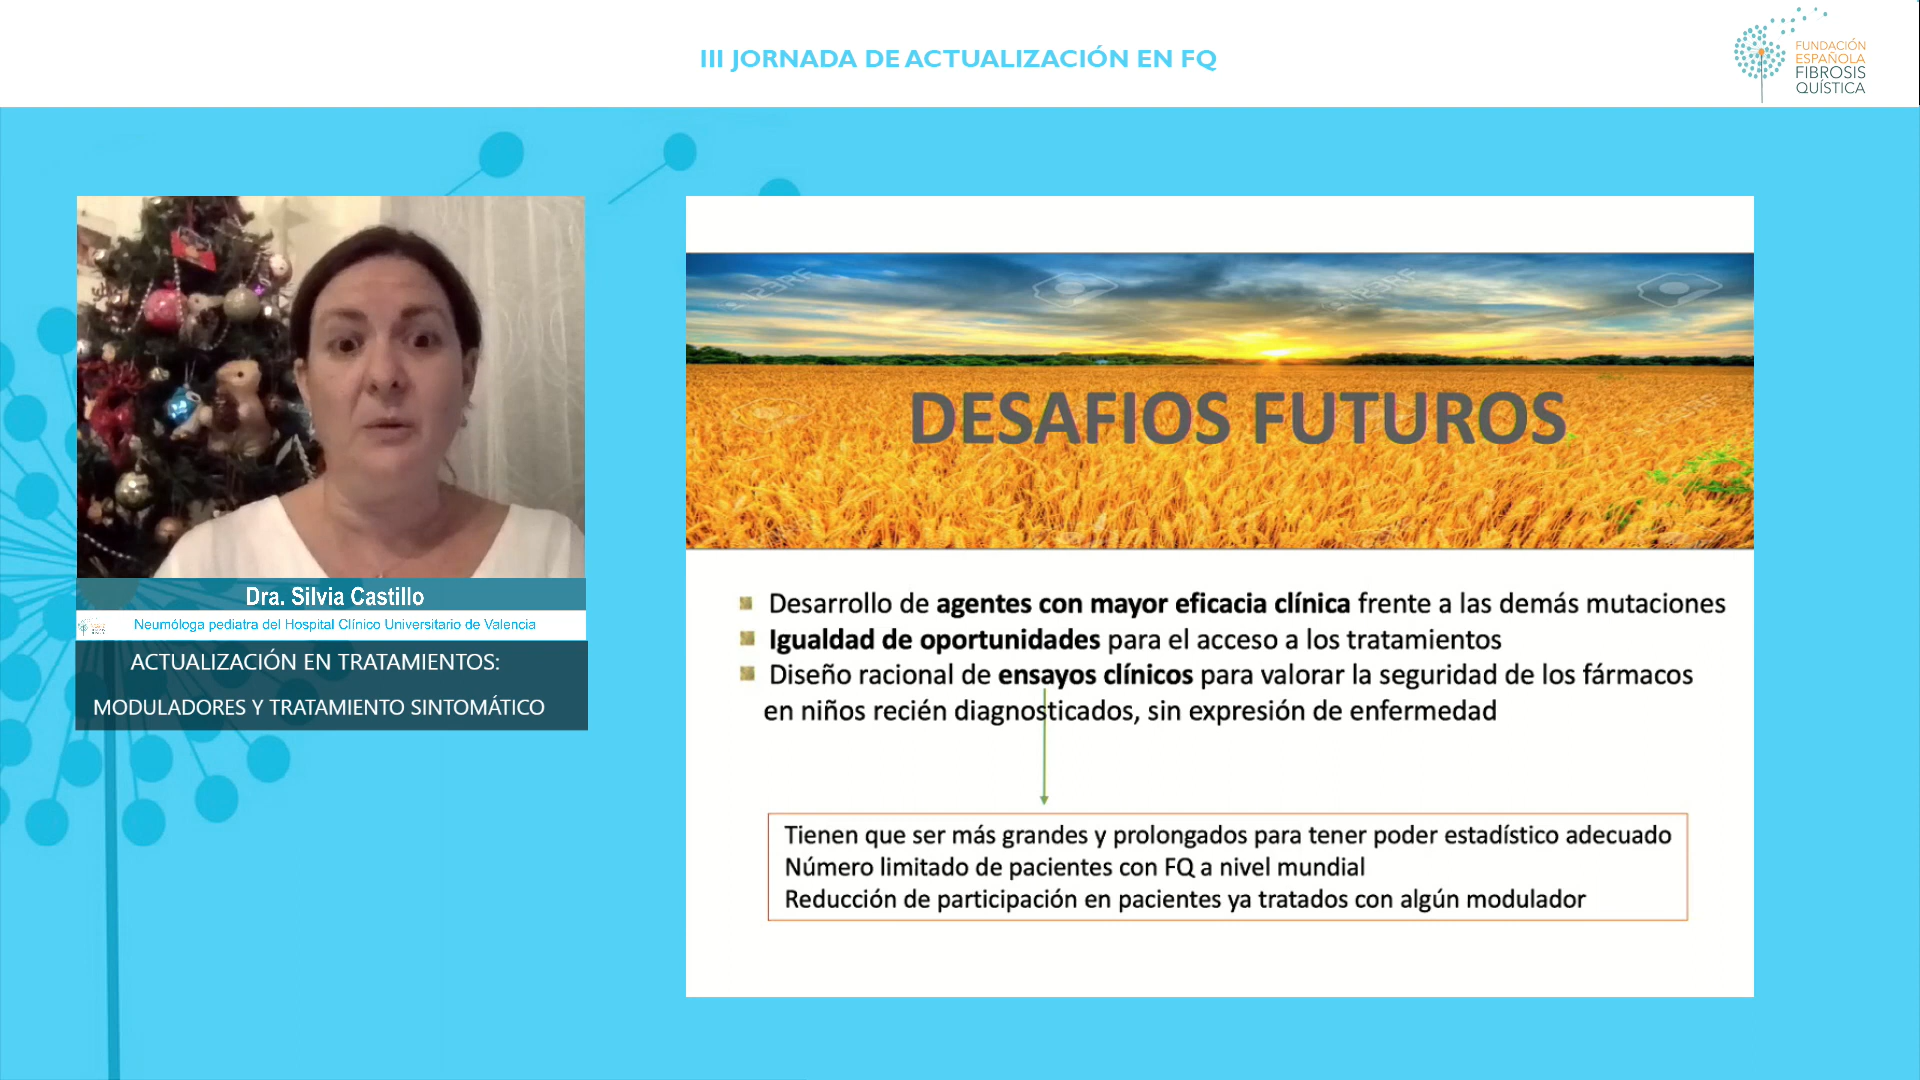 III JORNADA DE ACTUALIZACIÓN EN FQ
FUNDACIÓN
ESPAÑOLA
FIBROSIS
QUÍSTICA
Dra. Silvia Castillo
Neumóloga pediatra del Hospital Clínico Universitario de Valencia
ACTUALIZACIÓN EN TRATAMIENTOS:
MODULADORES Y TRATAMIENTO SINTOMÁTICO
123RF
DESAFIOS FUTUROS
Desarrollo de agentes con mayor eficacia clínica frente a las demás mutaciones
Igualdad de oportunidades para el acceso a los tratamientos
Diseño racional de ensayos clínicos para valorar la seguridad de los fármacos
en niños recién diagnosticados, sin expresión de enfermedad
Tienen que ser más grandes y prolongados para tener poder estadístico adecuado
Número limitado de pacientes con FQ a nivel mundial
Reducción de participación en pacientes ya tratados con algún modulador